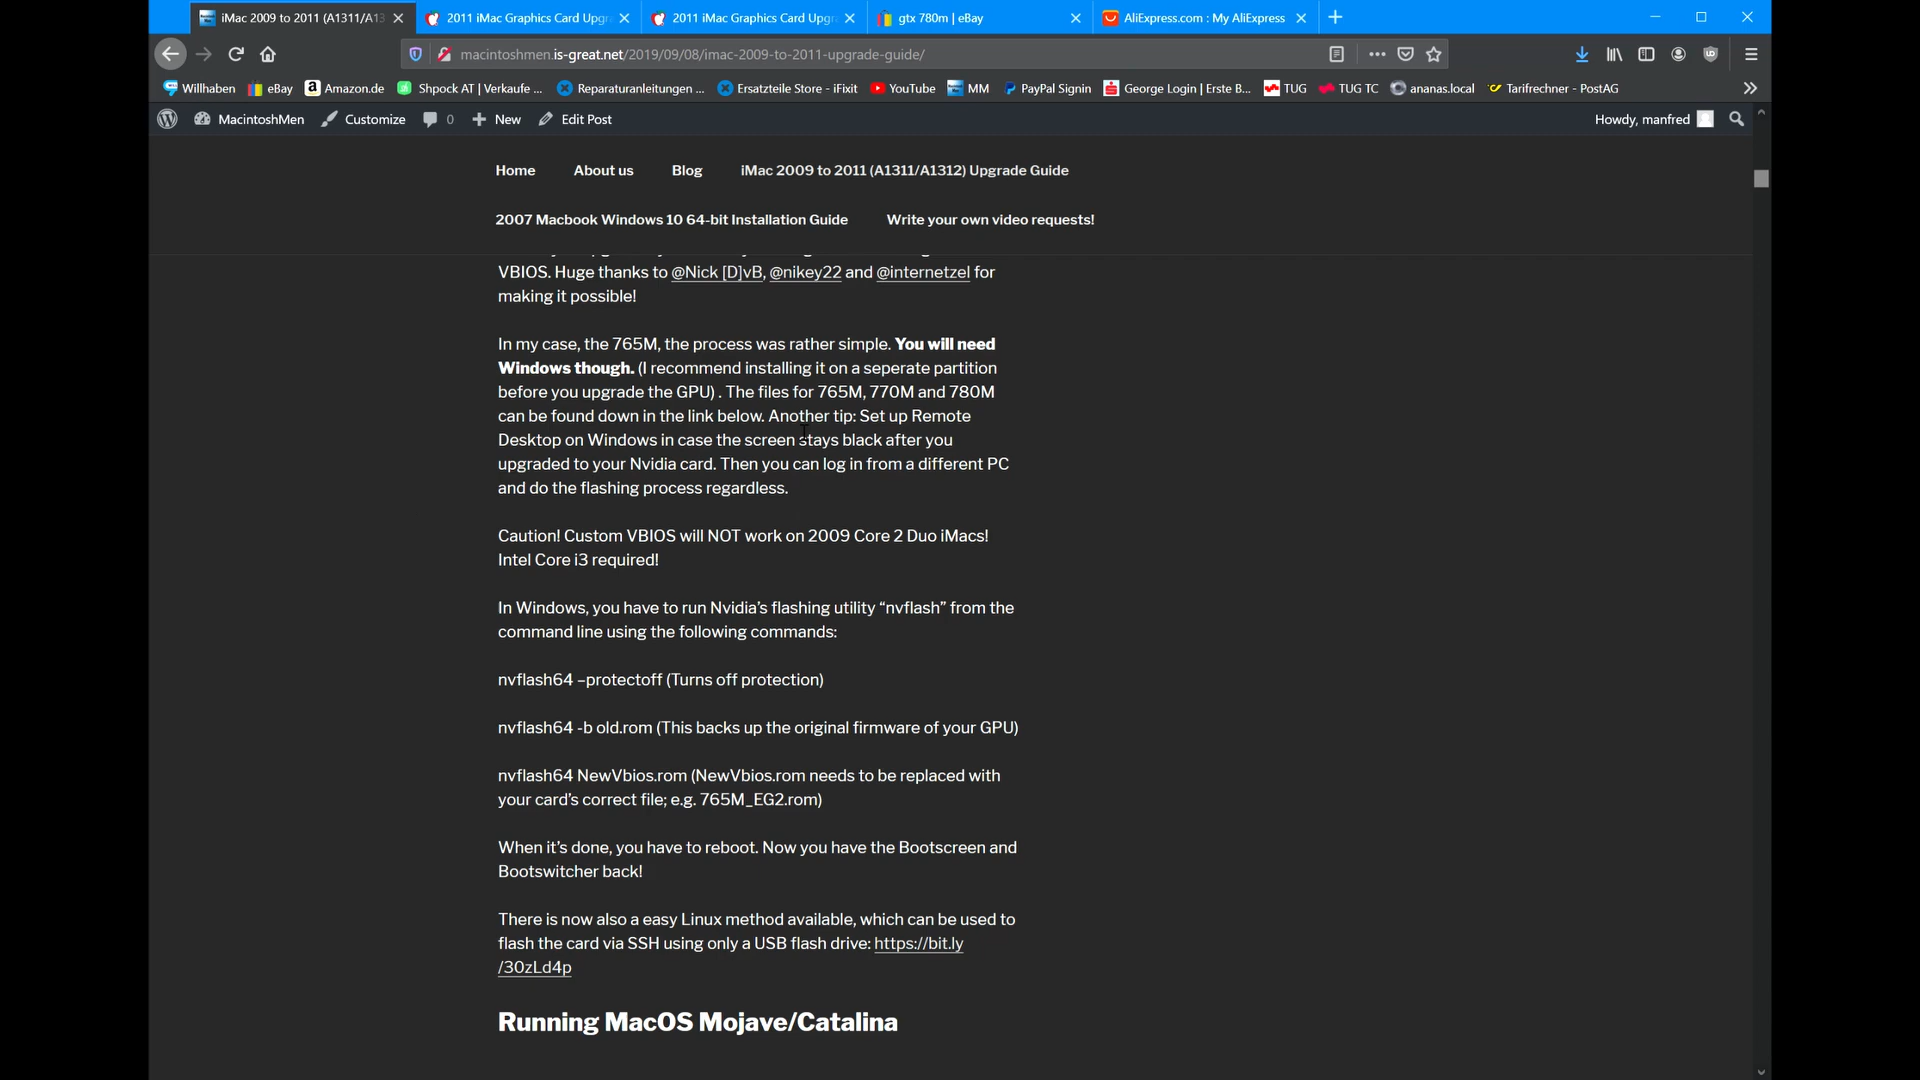 iMac 2009 to 2011 (A1311/A13
2011 iMac Graphics Card Upgr
2011 iMac Graphics Card Upgr
gtx 780m | eBay
AliExpress.com : My AliExpress
macintoshmen.is-great.net/2019/09/08/imac-2009-to-2011-upgrade-guide/
Willhaben
eBay
Amazon.de
Shpock AT | Verkaufe ...
Reparaturanleitungen ...
Ersatzteile Store - iFixit
YouTube
MM
PayPal Signin
George Login | Erste B...
TUG
TUG TC
ananas.local
Tarifrechner - PostAG
MacintoshMen
Customize
0
New
Edit Post
Howdy, manfred
Home
About us
Blog
iMac 2009 to 2011 (A1311/A1312) Upgrade Guide
2007 Macbook Windows 10 64-bit Installation Guide
Write your own video requests!
VBIOS. Huge thanks to @Nick [D]vB, @nikey22 and @internetzel for
making it possible!
In my case, the 765M, the process was rather simple. You will need
Windows though. (I recommend installing it on a seperate partition
before you upgrade the GPU) . The files for 765M, 770M and 780M
can be found down in the link below. Another tip: Set up Remote
Desktop on Windows in case the screen stays black after you
upgraded to your Nvidia card. Then you can log in from a different PC
and do the flashing process regardless.
Caution! Custom VBIOS will NOT work on 2009 Core 2 Duo iMacs!
Intel Core i3 required!
In Windows, you have to run Nvidia’s flashing utility “nvflash” from the
command line using the following commands:
nvflash64 –protectoff (Turns off protection)
nvflash64 -b old.rom (This backs up the original firmware of your GPU)
nvflash64 NewVbios.rom (NewVbios.rom needs to be replaced with
your card’s correct file; e.g. 765M_EG2.rom)
When it’s done, you have to reboot. Now you have the Bootscreen and
Bootswitcher back!
There is now also a easy Linux method available, which can be used to
flash the card via SSH using only a USB flash drive: https://bit.ly
/30zLd4p
Running MacOS Mojave/Catalina